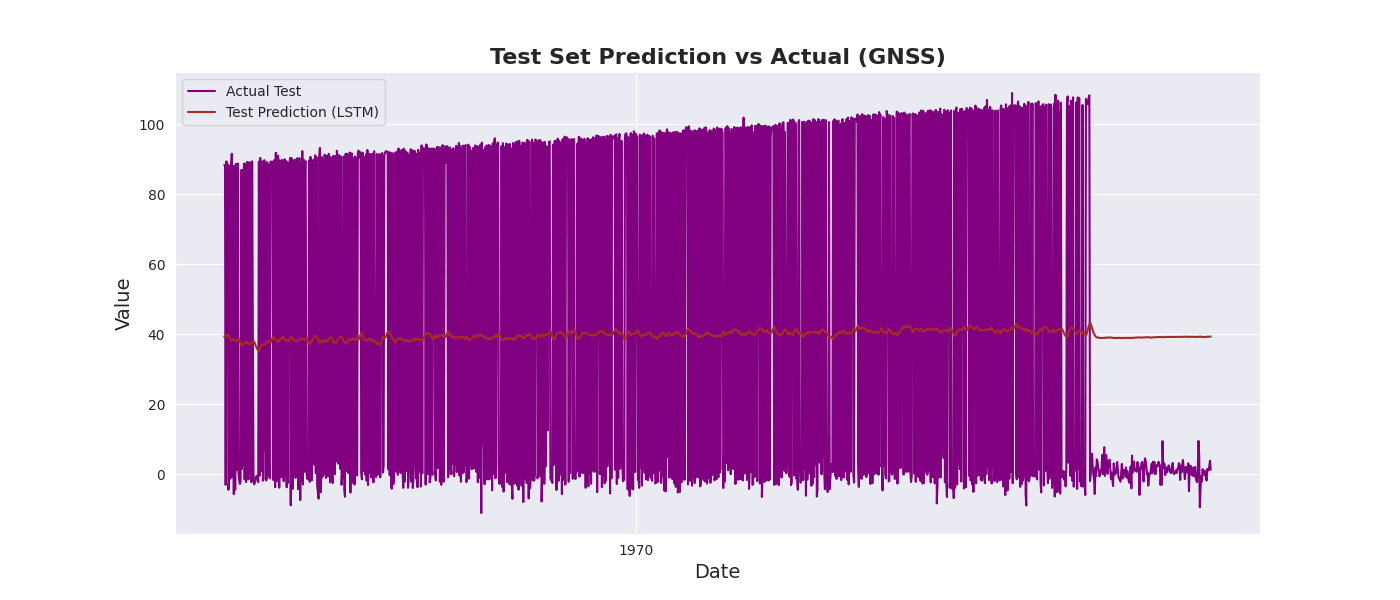 Test Set Prediction vs Actual (GNSS)
Actual Test
Test Prediction (LSTM)
100
80
60
40
20
0
Value
1970
Date